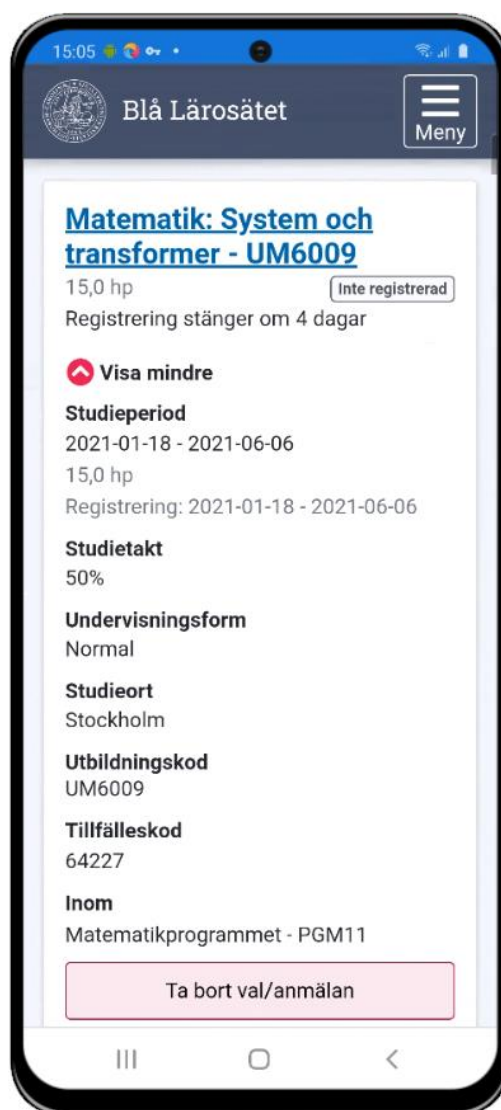 15:05
Blå Lärosätet
Meny
Matematik: System och
transformer - UM6009
15,0 hp
Inte registrerad
Registrering stänger om 4 dagar
Visa mindre
Studieperiod
2021-01-18 - 2021-06-06
15,0 hp
Registrering: 2021-01-18 - 2021-06-06
Studietakt
50%
Undervisningsform
Normal
Studieort
Stockholm
Utbildningskod
UM6009
Tillfälleskod
64227
Inom
Matematikprogrammet - PGM11
Ta bort val/anmälan